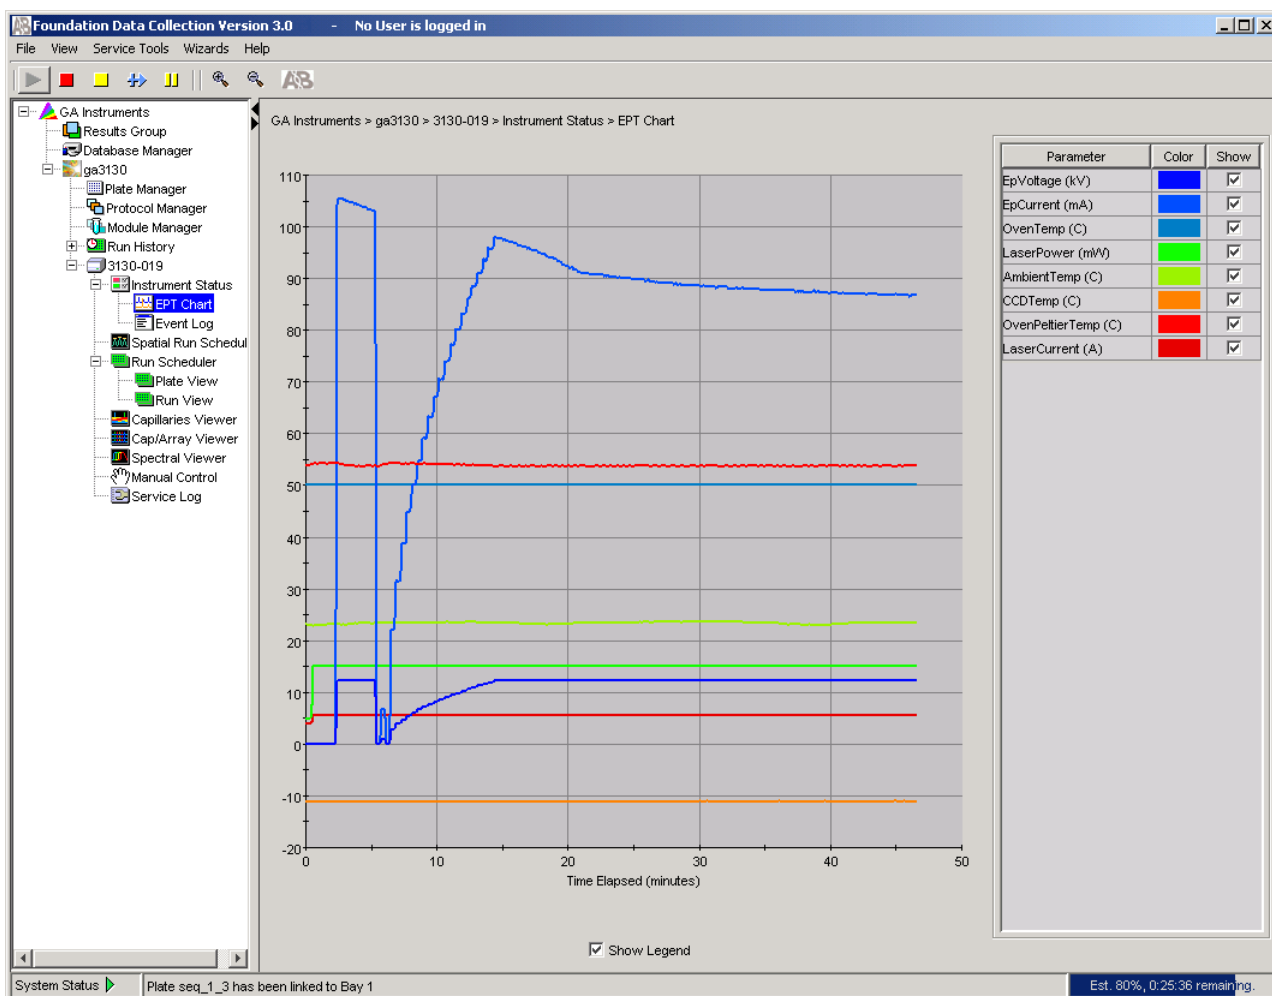 Foundation Data Collection Version 3.0 - No User is logged in
File View Service Tools Wizards Help
AB
GA Instruments
Results Group
Database Manager
ga3130
Plate Manager
Protocol Manager
Module Manager
Run History
3130-019
Instrument Status
EPT Chart
Event Log
Spatial Run Schedul
Run Scheduler
Plate View
Run View
Capillaries Viewer
Cap/Array Viewer
Spectral Viewer
Manual Control
Service Log
GA Instruments > ga3130 > 3130-019 > Instrument Status > EPT Chart
110
100
90
80
70
60
50
40
30
20
10
0
-10
-20
0 10 20 30 40 50
Time Elapsed (minutes)
Show Legend
Parameter Color Show
EpVoltage (kV)
EpCurrent (mA)
OvenTemp (C)
LaserPower (mW)
AmbientTemp (C)
CCDTemp (C)
OvenPeltierTemp (C)
LaserCurrent (A)
System Status Plate seq_1_3 has been linked to Bay 1 Est. 80%, 0:25:36 remaining.